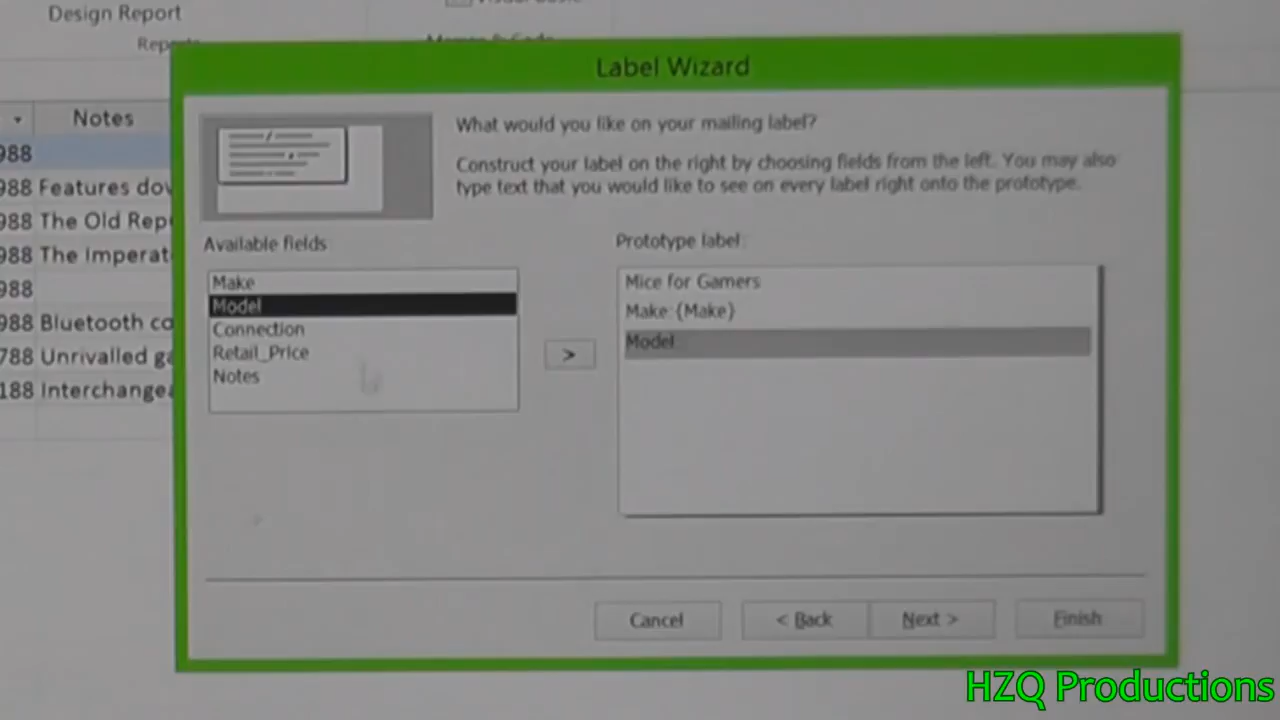 Design Report
Label Wizard
Notes
What would you like on your mailing label?
988
Construct your label on the right by choosing fields from the left. You may also
type text that you would like to see on every label right onto the prototype.
988 Features dov
988 The Old Rep
988 The Imperat
988
988 Bluetooth co
788 Unrivalled ga
188 Interchangea
Available fields:
Make
Model
Connection
Retail_Price
Notes
>
Prototype label:
Mice for Gamers
Make: {Make}
Model:
Cancel
< Back
Next >
Finish
HZQ Productions